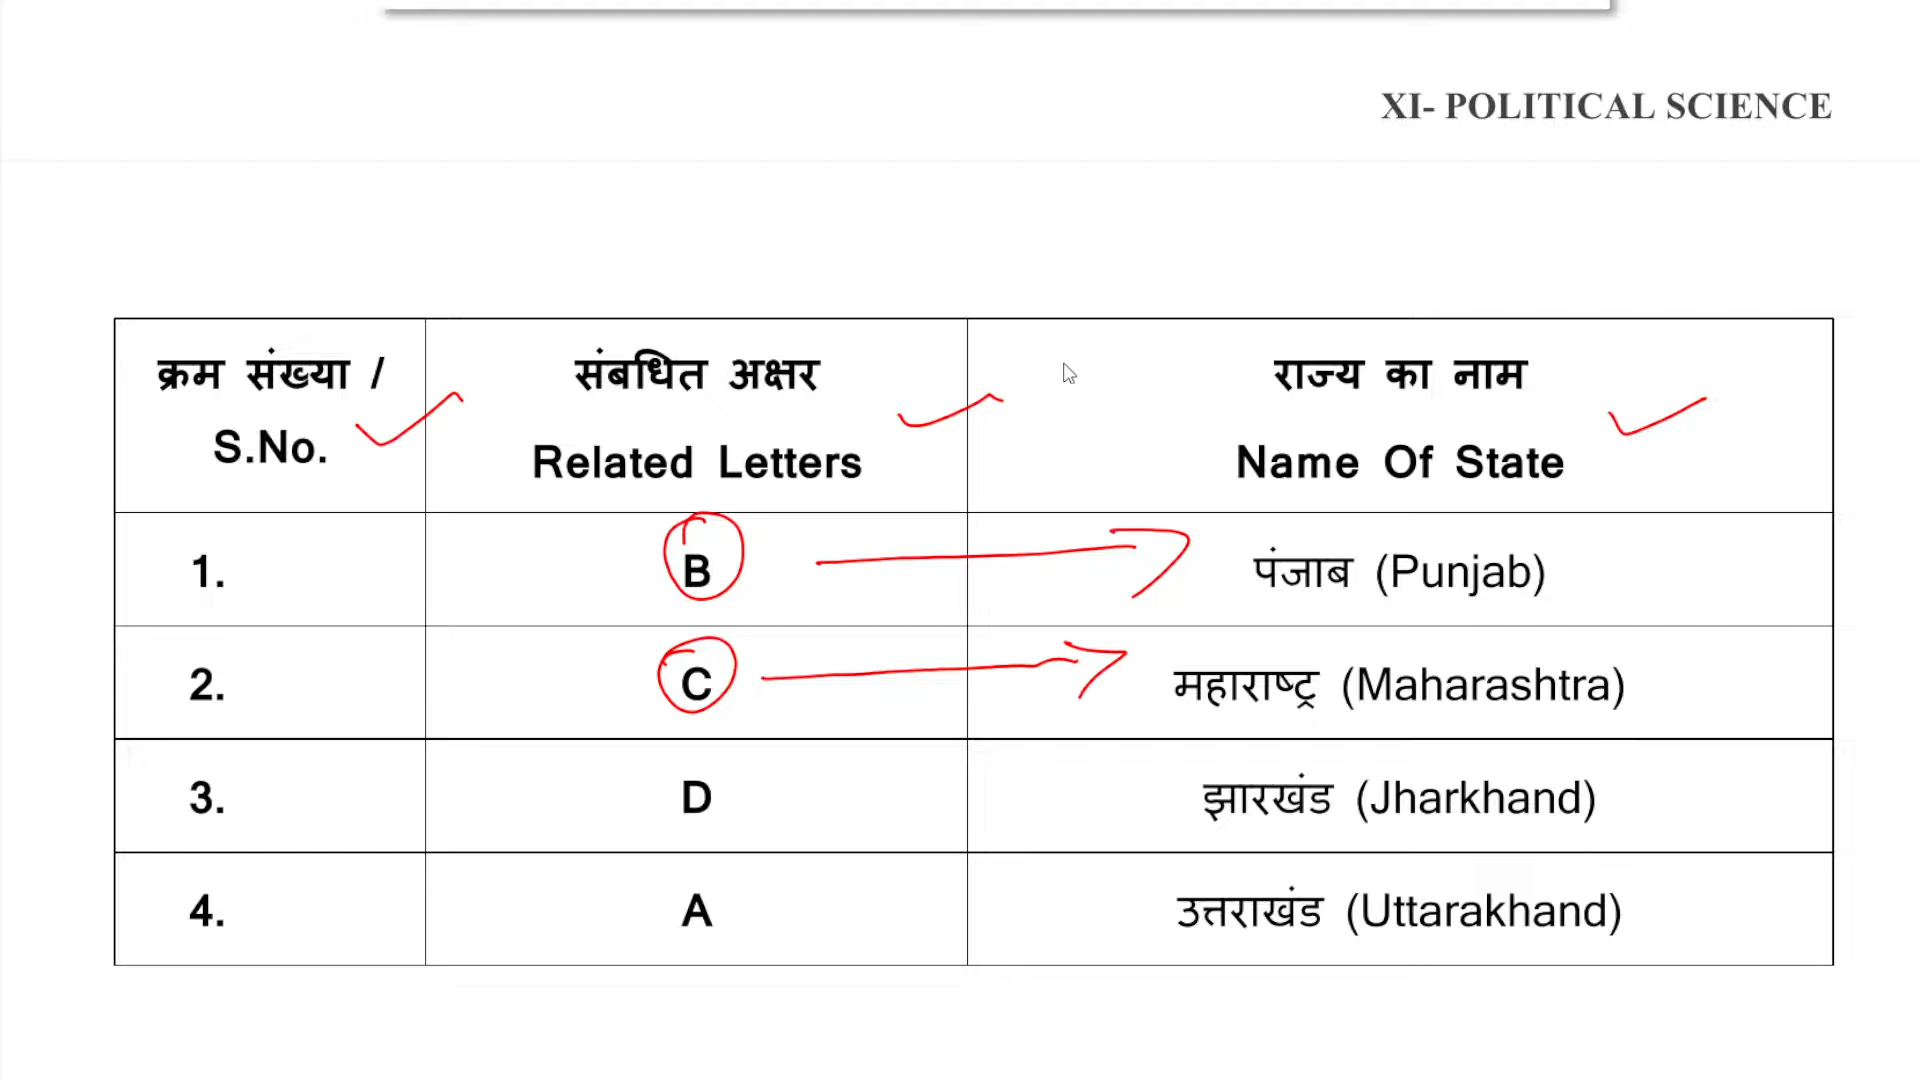 XI- POLITICAL SCIENCE
क्रम संख्या /
S.No.
संबधित अक्षर
Related Letters
राज्य का नाम
Name Of State
1.
B
पंजाब (Punjab)
2.
C
महाराष्ट्र (Maharashtra)
3.
D
झारखंड (Jharkhand)
4.
A
उत्तराखंड (Uttarakhand)